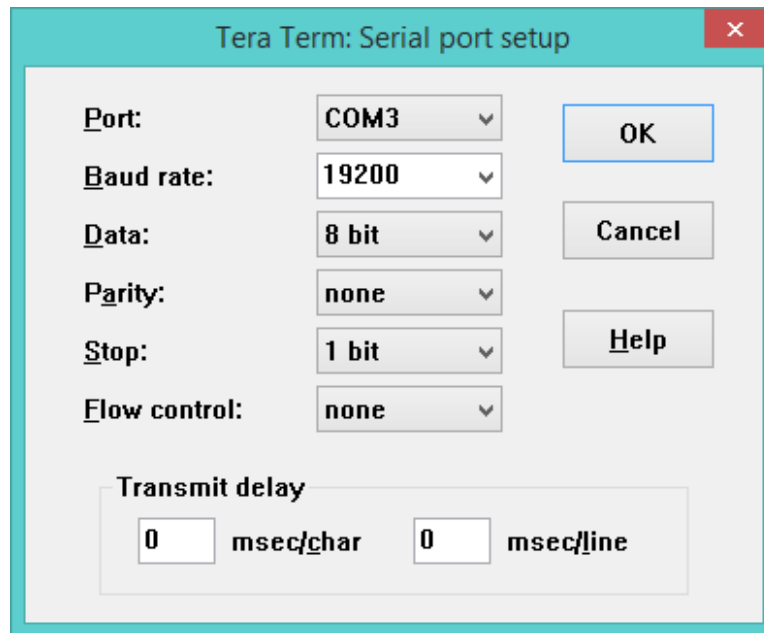 Tera Term: Serial port setup
Port: COM3
OK
Baud rate: 19200
Data: 8 bit
Cancel
Parity: none
Stop: 1 bit
Help
Flow control: none
Transmit delay
0 msec/char 0 msec/line